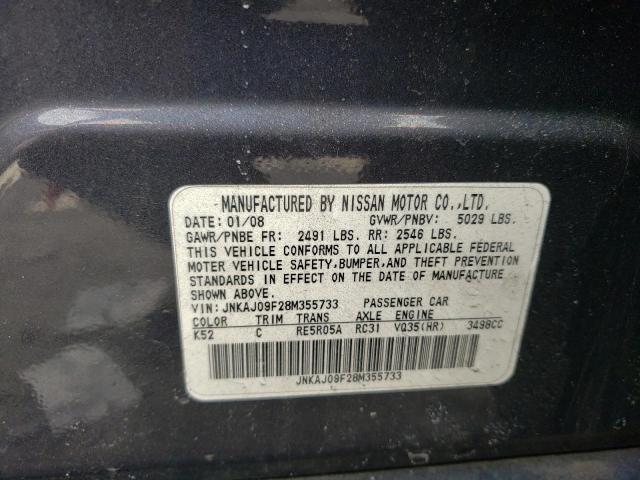 MANUFACTURED BY NISSAN MOTOR CO.,LTD.
DATE: 01/08 GVWR/PNBV: 5029 LBS.
GAWR/PNBE FR: 2491 LBS. RR: 2546 LBS.
THIS VEHICLE CONFORMS TO ALL APPLICABLE FEDERAL
MOTOR VEHICLE SAFETY,BUMPER,AND THEFT PREVENTION
STANDARDS IN EFFECT ON THE DATE OF MANUFACTURE
SHOWN ABOVE.
VIN: JNKAJ09F28M355733 PASSENGER CAR
COLOR TRIM TRANS AXLE ENGINE
K52 C RE5R05A RC31 VQ35(HR) 3498CC
JNKAJ09F28M355733